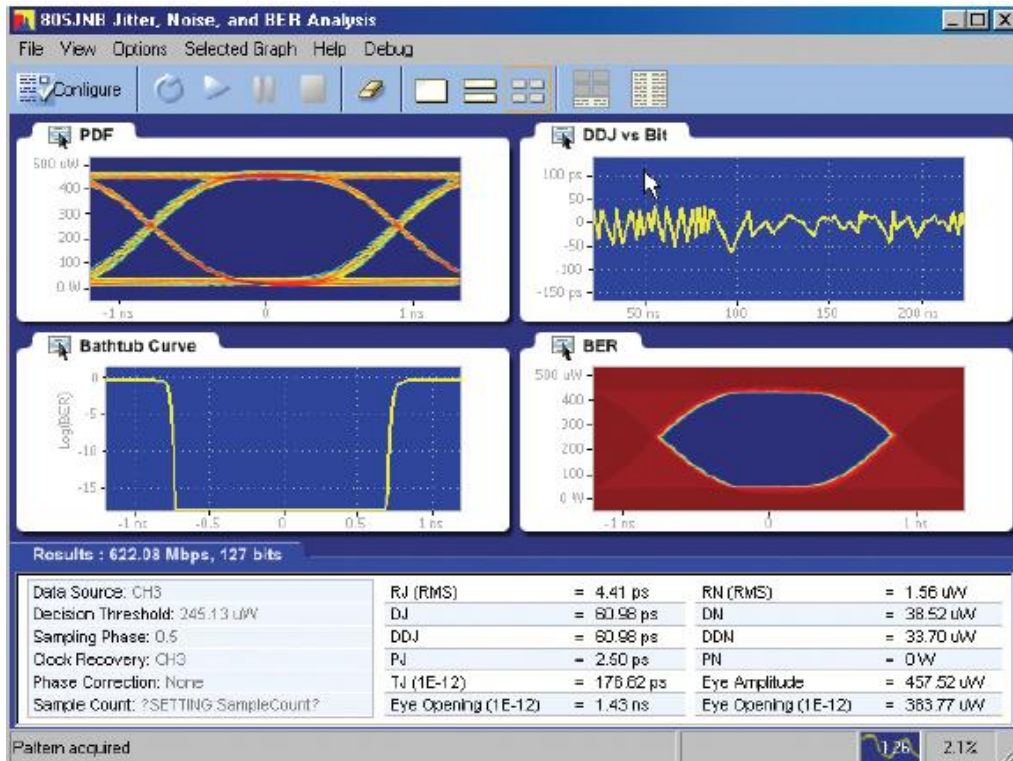 80SJNB Jitter, Noise, and BER Analysis
File View Options Selected Graph Help Debug
Configure
PDF
500 uW
400
300
200
100
0 W
-1 ns 0 1 ns
DDJ vs Bit
100 ps
50
0
-50
-100
-150 ps
50 ns 100 150 200 ns
Bathtub Curve
Log(BER)
0
-5
-10
-15
-1 ns -0.5 0 0.5 1 ns
BER
500 uW
400
300
200
100
0 W
-1 ns 0 1 ns
Results : 622.08 Mbps, 127 bits
Data Source: CH3
Decision Threshold: 245.13 uW
Sampling Phase: 0.5
Clock Recovery: CH3
Phase Correction: None
Sample Count: ?SETTING SampleCount?
RJ (RMS) = 4.41 ps
DJ = 60.98 ps
DDJ = 60.98 ps
PJ = 2.50 ps
TJ (1E-12) = 176.62 ps
Eye Opening (1E-12) = 1.43 ns
RN (RMS) = 1.56 uW
DN = 38.52 uW
DDN = 33.70 uW
PN = 0 W
Eye Amplitude = 457.52 uW
Eye Opening (1E-12) = 383.77 uW
Pattern acquired
1.26 2.1%